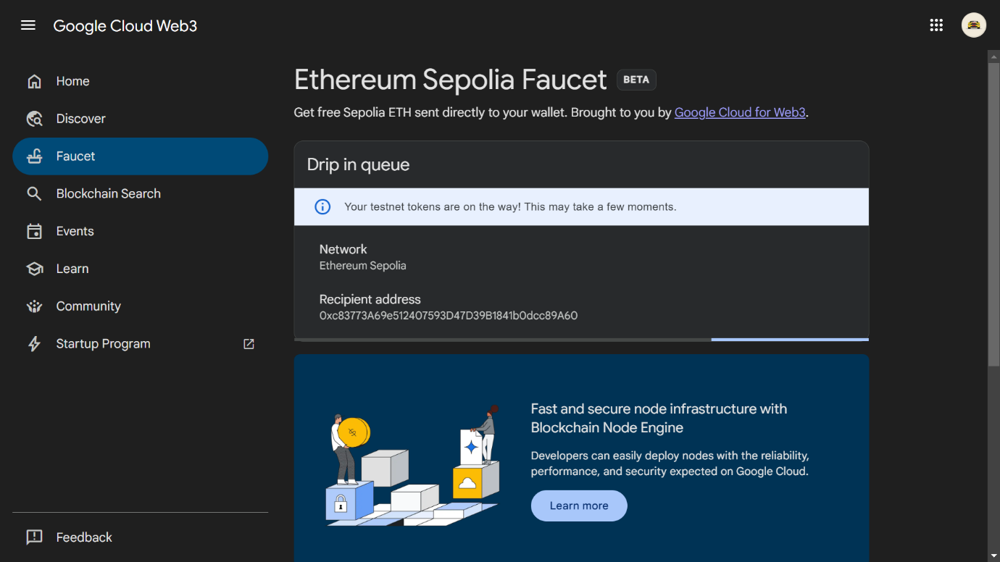 Google Cloud Web3
Home
Discover
Faucet
Blockchain Search
Events
Learn
Community
Startup Program
Feedback
Ethereum Sepolia Faucet BETA
Get free Sepolia ETH sent directly to your wallet. Brought to you by Google Cloud for Web3.
Drip in queue
Your testnet tokens are on the way! This may take a few moments.
Network
Ethereum Sepolia
Recipient address
0xc83773A69e512407593D47D39B1841b0dcc89A60
Fast and secure node infrastructure with
Blockchain Node Engine
Developers can easily deploy nodes with the reliability,
performance, and security expected on Google Cloud.
Learn more